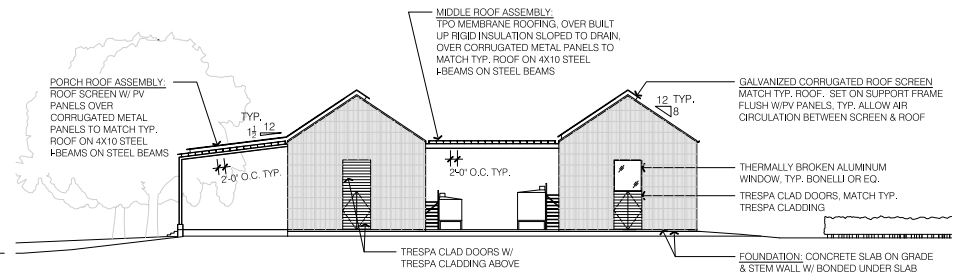 MIDDLE ROOF ASSEMBLY:
TPO MEMBRANE ROOFING, OVER BUILT
UP RIGID INSULATION SLOPED TO DRAIN,
OVER CORRUGATED METAL PANELS TO
MATCH TYP. ROOF ON 4X10 STEEL
I-BEAMS ON STEEL BEAMS
PORCH ROOF ASSEMBLY:
ROOF SCREEN W/ PV
PANELS OVER
CORRUGATED METAL
PANELS TO MATCH TYP.
ROOF ON 4X10 STEEL
I-BEAMS ON STEEL BEAMS
TYP.
1½ 12
2'-0" O.C. TYP.
2'-0" O.C. TYP.
12 TYP.
8
GALVANIZED CORRUGATED ROOF SCREEN
MATCH TYP. ROOF. SET ON SUPPORT FRAME
FLUSH W/PV PANELS, TYP. ALLOW AIR
CIRCULATION BETWEEN SCREEN & ROOF
THERMALLY BROKEN ALUMINUM
WINDOW, TYP. BONELLI OR EQ.
TRESPA CLAD DOORS, MATCH TYP.
TRESPA CLADDING
TRESPA CLAD DOORS W/
TRESPA CLADDING ABOVE
FOUNDATION: CONCRETE SLAB ON GRADE
& STEM WALL W/ BONDED UNDER SLAB